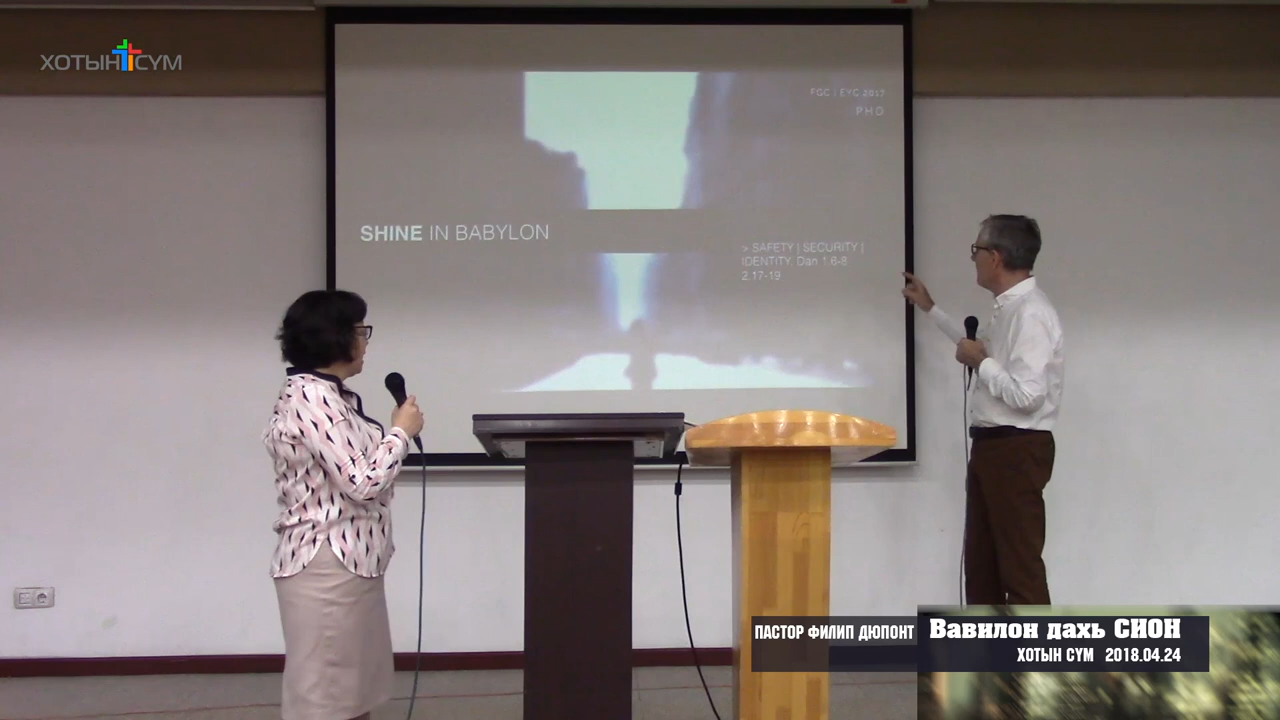 ХОТЫН СҮМ
FGC | EYC 2017
PHD
SHINE IN BABYLON
> SAFETY | SECURITY |
IDENTITY. Dan 1.6-8
2.17-19
ПАСТОР ФИЛИП ДЮПОНТ
Вавилон дахь СИОН
ХОТЫН СҮМ 2018.04.24